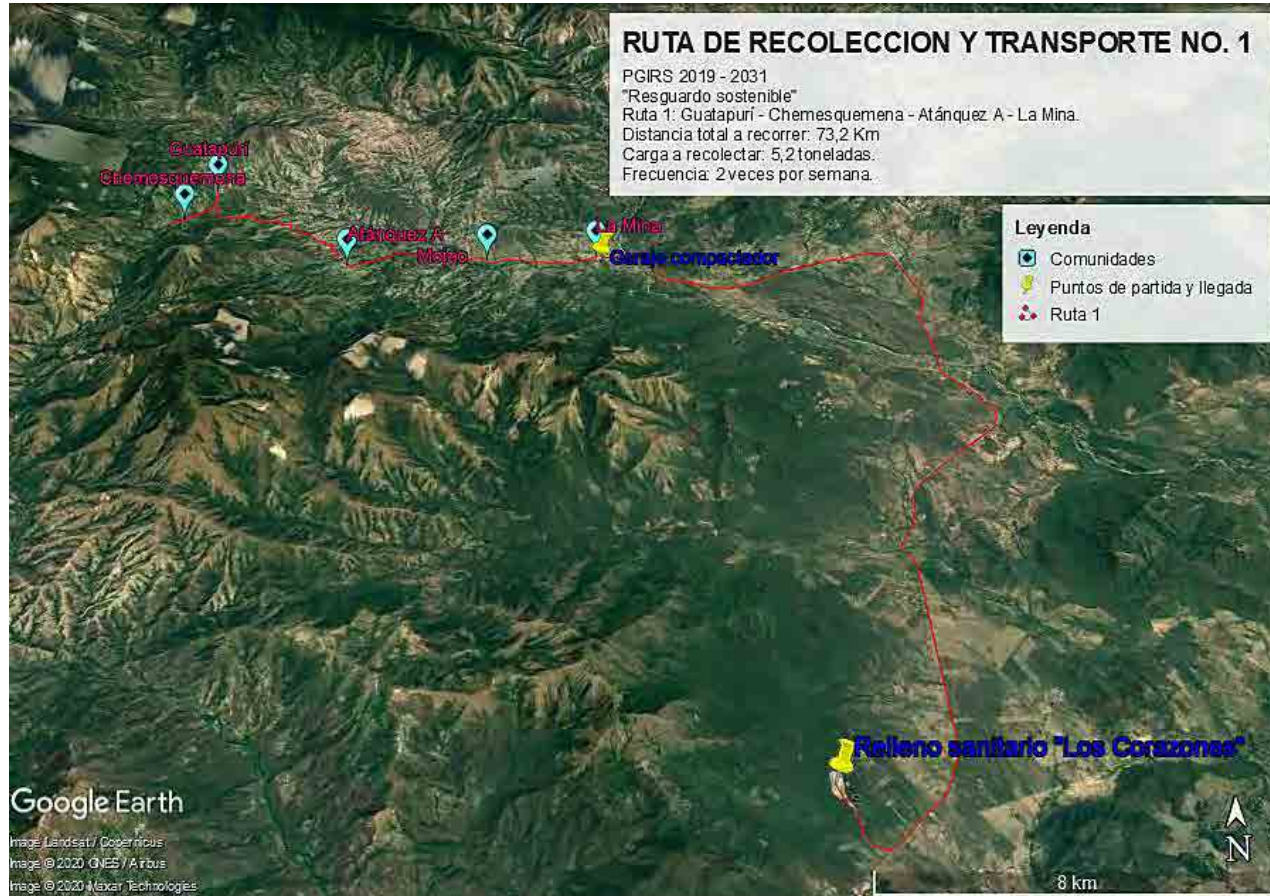 RUTA DE RECOLECCION Y TRANSPORTE NO. 1
PGIRS 2019 - 2031
"Resguardo sostenible"
Ruta 1: Guatapurí - Chemesquemena - Atánquez A - La Mina.
Distancia total a recorrer: 73,2 Km
Carga a recolectar: 5,2 toneladas.
Frecuencia: 2 veces por semana.
Leyenda
Comunidades
Puntos de partida y llegada
Ruta 1
Guatapurí
Chemesquemena
Atánquez A
Mojao
La Mina
Garaje compactador
Relleno sanitario "Los Corazones"
Google Earth
Image Landsat / Copernicus
Image © 2020 CNES / Airbus
Image © 2020 Maxar Technologies
N
8 km